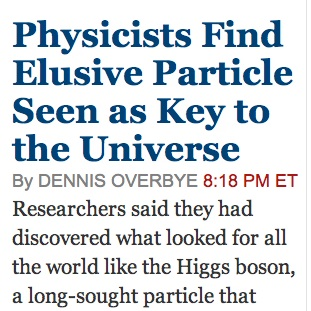 Physicists Find
Elusive Particle
Seen as Key to
the Universe
By DENNIS OVERBYE 8:18 PM ET
Researchers said they had
discovered what looked for all
the world like the Higgs boson,
a long-sought particle that